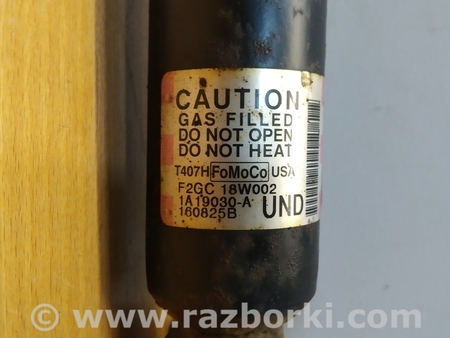 CAUTION
GAS FILLED
DO NOT OPEN
DO NOT HEAT
T407H FoMoCo USA
F2GC 18W002
1A19030-A
160825B UND
© www.razborki.com